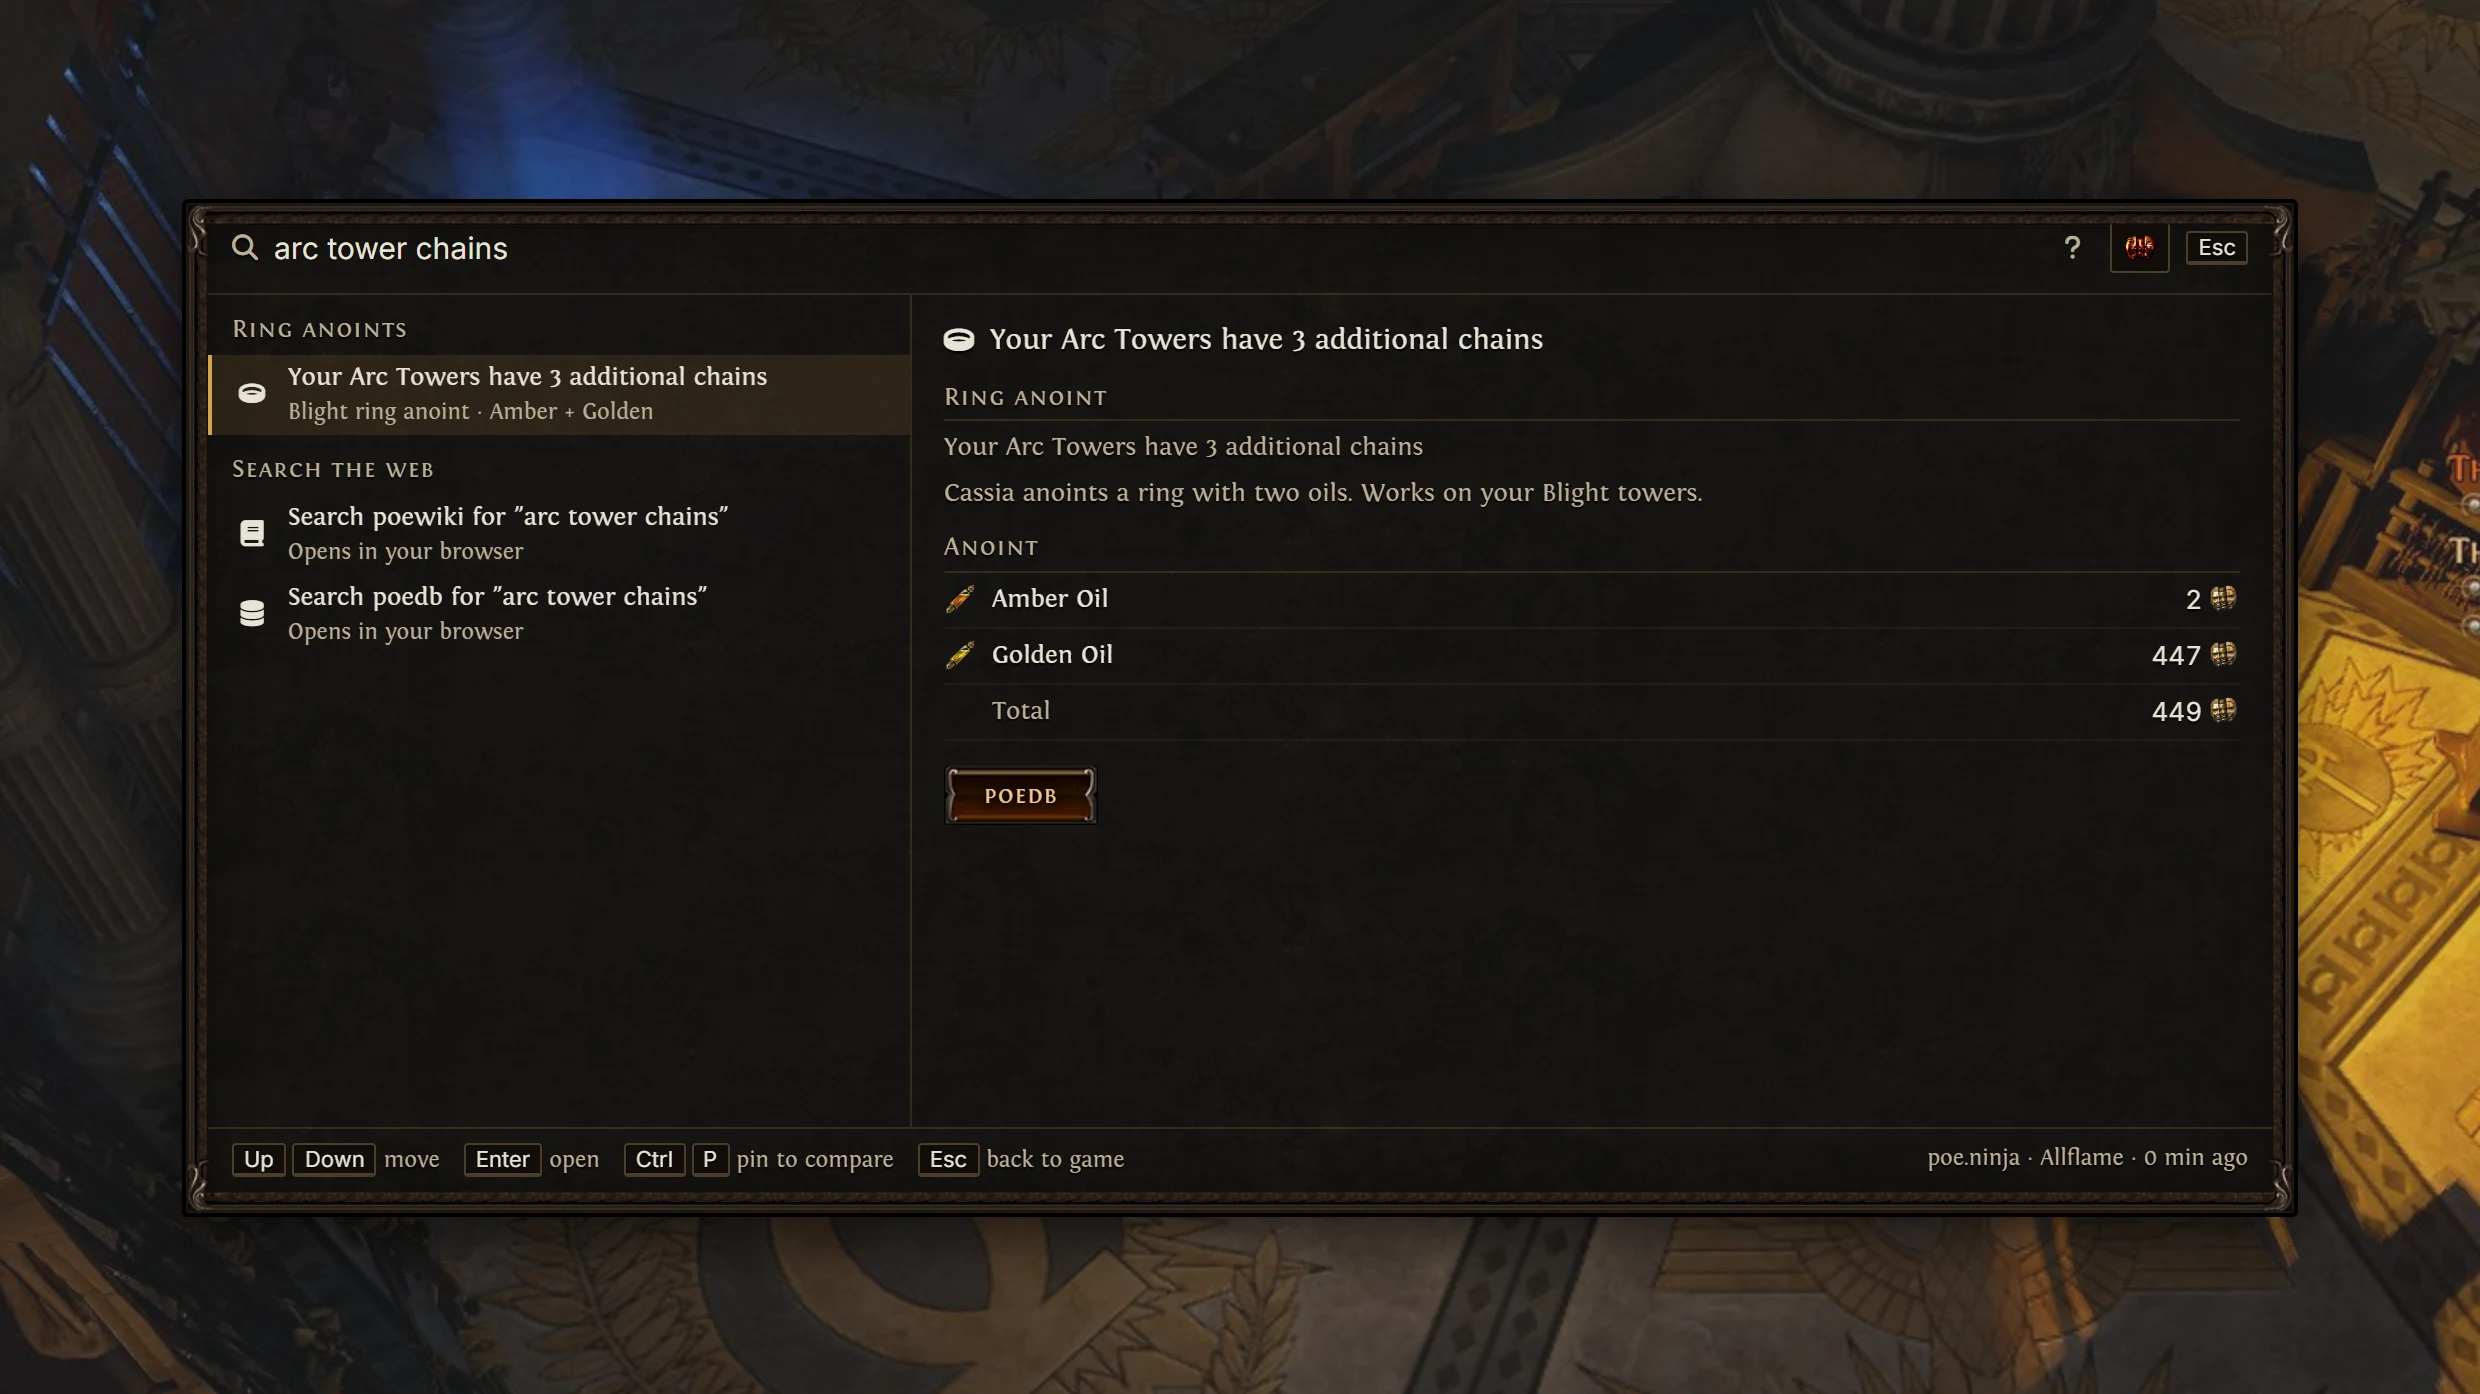 arc tower chains
?
Esc
RING ANOINTS
Your Arc Towers have 3 additional chains
Blight ring anoint · Amber + Golden
SEARCH THE WEB
Search poewiki for "arc tower chains"
Opens in your browser
Search poedb for "arc tower chains"
Opens in your browser
Your Arc Towers have 3 additional chains
RING ANOINT
Your Arc Towers have 3 additional chains
Cassia anoints a ring with two oils. Works on your Blight towers.
ANOINT
Amber Oil 2
Golden Oil 447
Total 449
POEDB
Up Down move Enter open Ctrl P pin to compare Esc back to game
poe.ninja · Allflame · 0 min ago